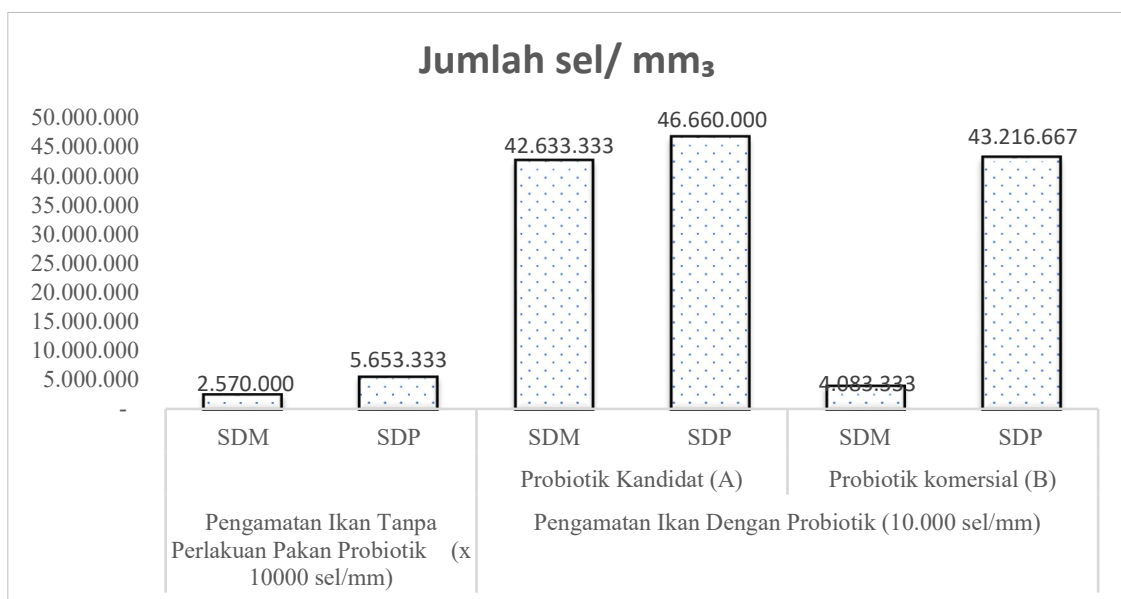 Jumlah sel/ mm₃
50.000.000
45.000.000
40.000.000
35.000.000
30.000.000
25.000.000
20.000.000
15.000.000
10.000.000
5.000.000
-
2.570.000
5.653.333
42.633.333
46.660.000
4.083.333
43.216.667
SDM SDP SDM SDP SDM SDP
Probiotik Kandidat (A) Probiotik komersial (B)
Pengamatan Ikan Tanpa
Perlakuan Pakan Probiotik (x
10000 sel/mm)
Pengamatan Ikan Dengan Probiotik (10.000 sel/mm)